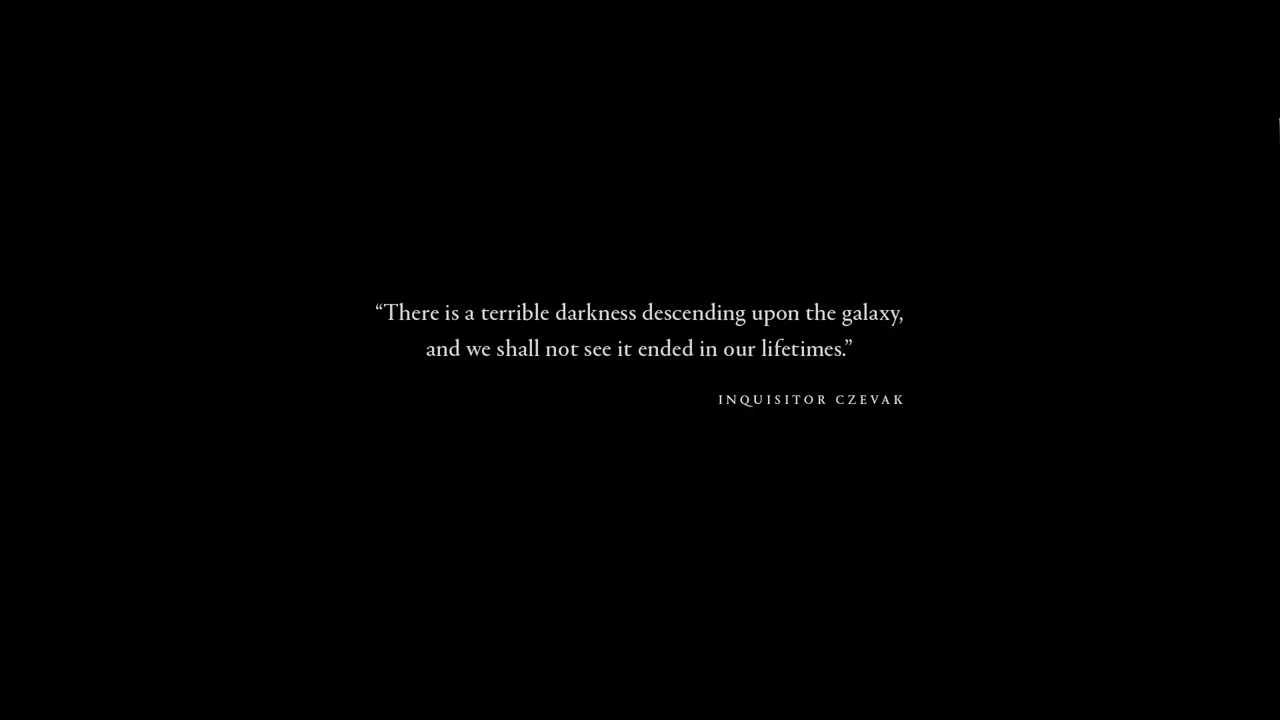 “There is a terrible darkness descending upon the galaxy,
and we shall not see it ended in our lifetimes.”
INQUISITOR CZEVAK